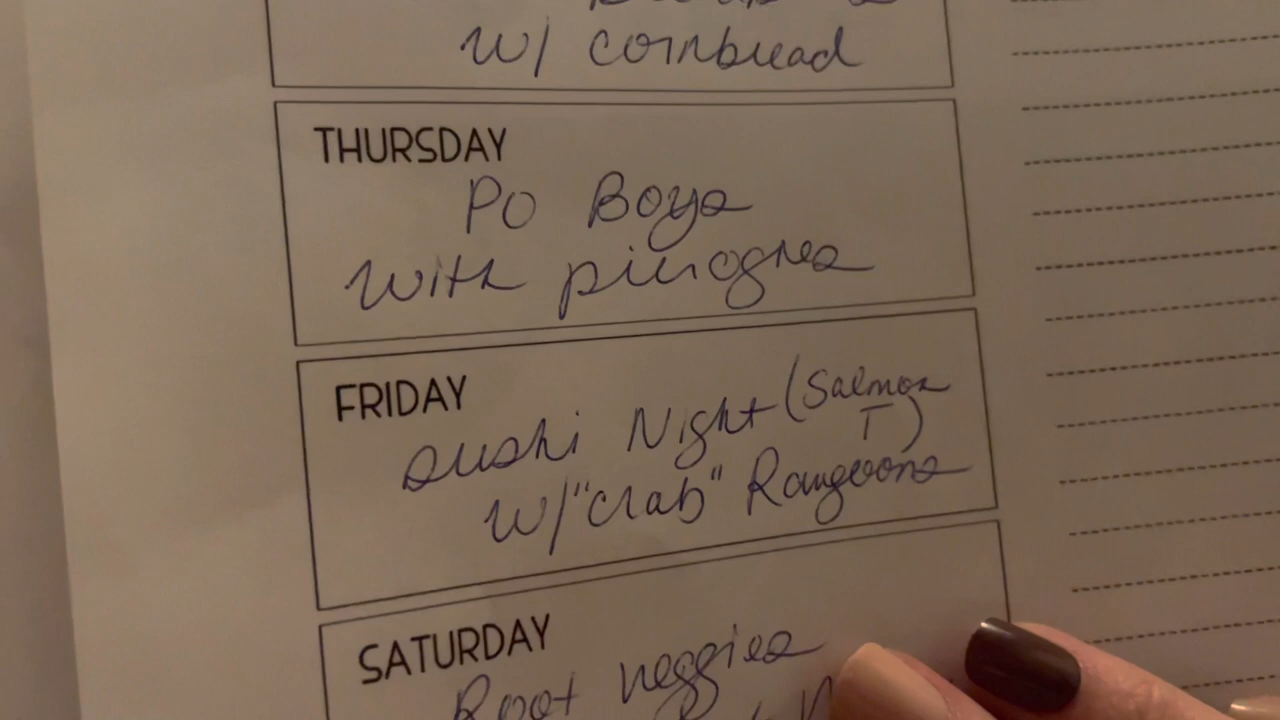 w/ cornbread
THURSDAY
Po Boys
with pierogies
FRIDAY
Sushi Night (Salmon
T)
w/ "crab" Rangoons
SATURDAY
Root veggies